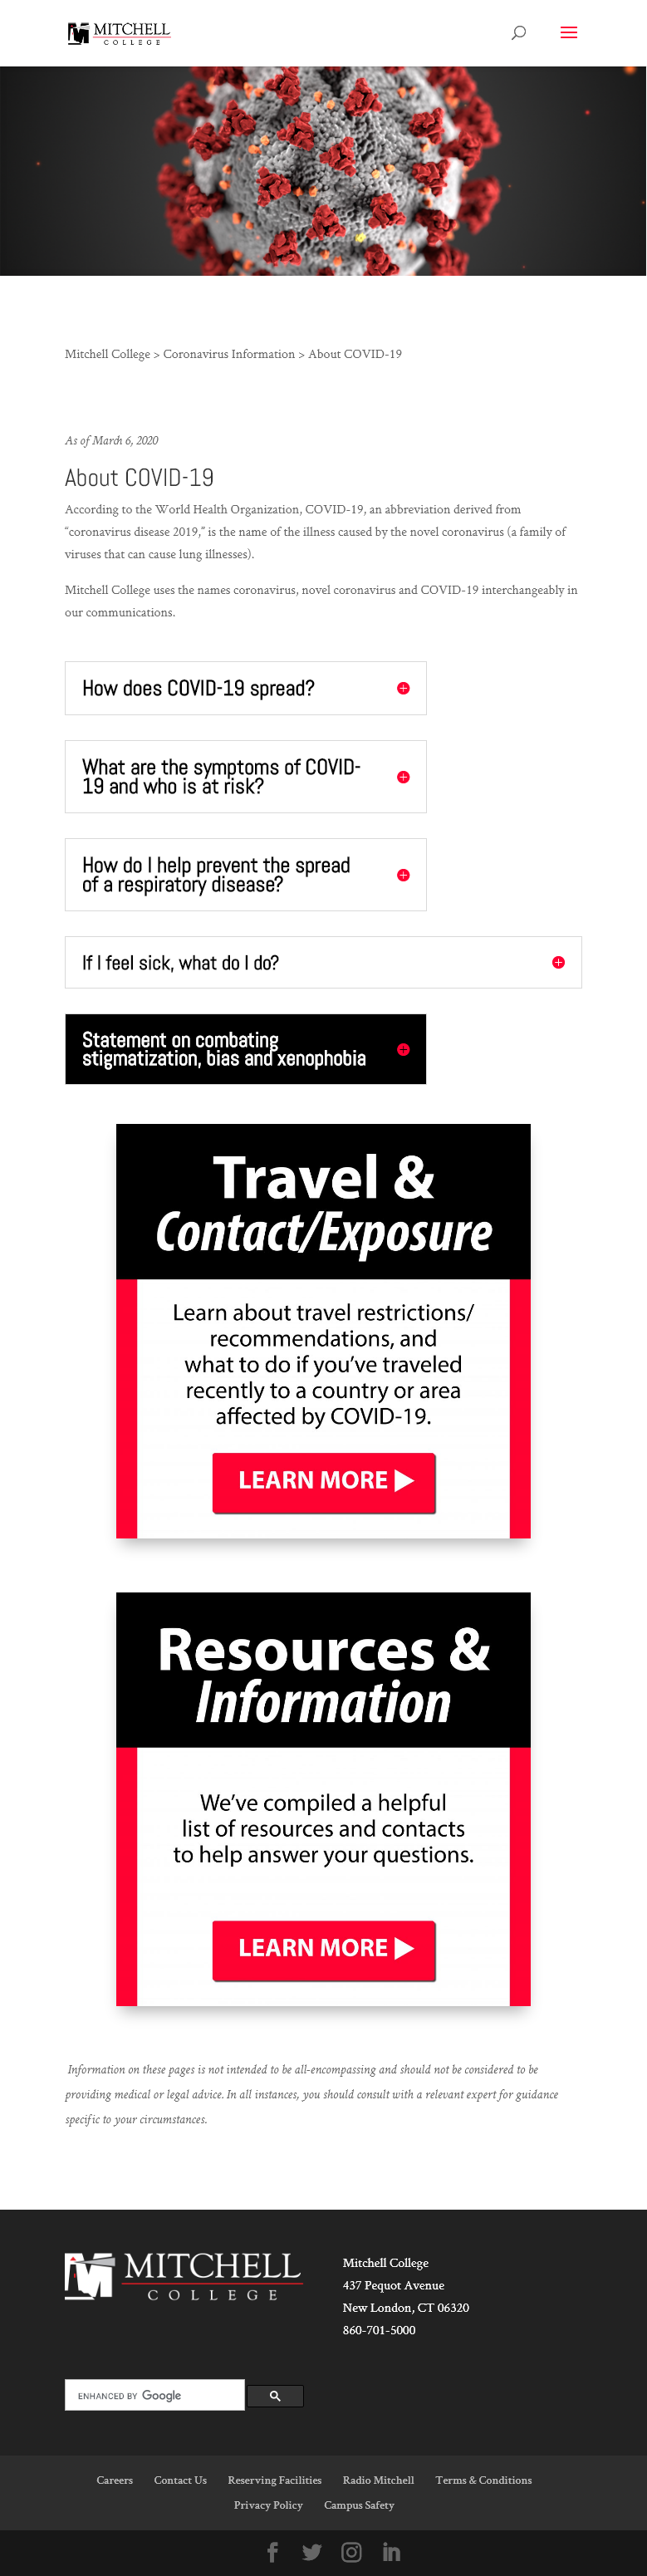 MITCHELL
COLLEGE
Mitchell College > Coronavirus Information > About COVID-19
As of March 6, 2020
About COVID-19
According to the World Health Organization, COVID-19, an abbreviation derived from
“coronavirus disease 2019,” is the name of the illness caused by the novel coronavirus (a family of
viruses that can cause lung illnesses).
Mitchell College uses the names coronavirus, novel coronavirus and COVID-19 interchangeably in
our communications.
How does COVID-19 spread?
What are the symptoms of COVID-
19 and who is at risk?
How do I help prevent the spread
of a respiratory disease?
If I feel sick, what do I do?
Statement on combating
stigmatization, bias and xenophobia
Travel &
Contact/Exposure
Learn about travel restrictions/
recommendations, and
what to do if you’ve traveled
recently to a country or area
affected by COVID-19.
LEARN MORE
Resources &
Information
We’ve compiled a helpful
list of resources and contacts
to help answer your questions.
LEARN MORE
Information on these pages is not intended to be all-encompassing and should not be considered to be
providing medical or legal advice. In all instances, you should consult with a relevant expert for guidance
specific to your circumstances.
MITCHELL
COLLEGE
Mitchell College
437 Pequot Avenue
New London, CT 06320
860-701-5000
ENHANCED BY Google
Careers Contact Us Reserving Facilities Radio Mitchell Terms & Conditions
Privacy Policy Campus Safety